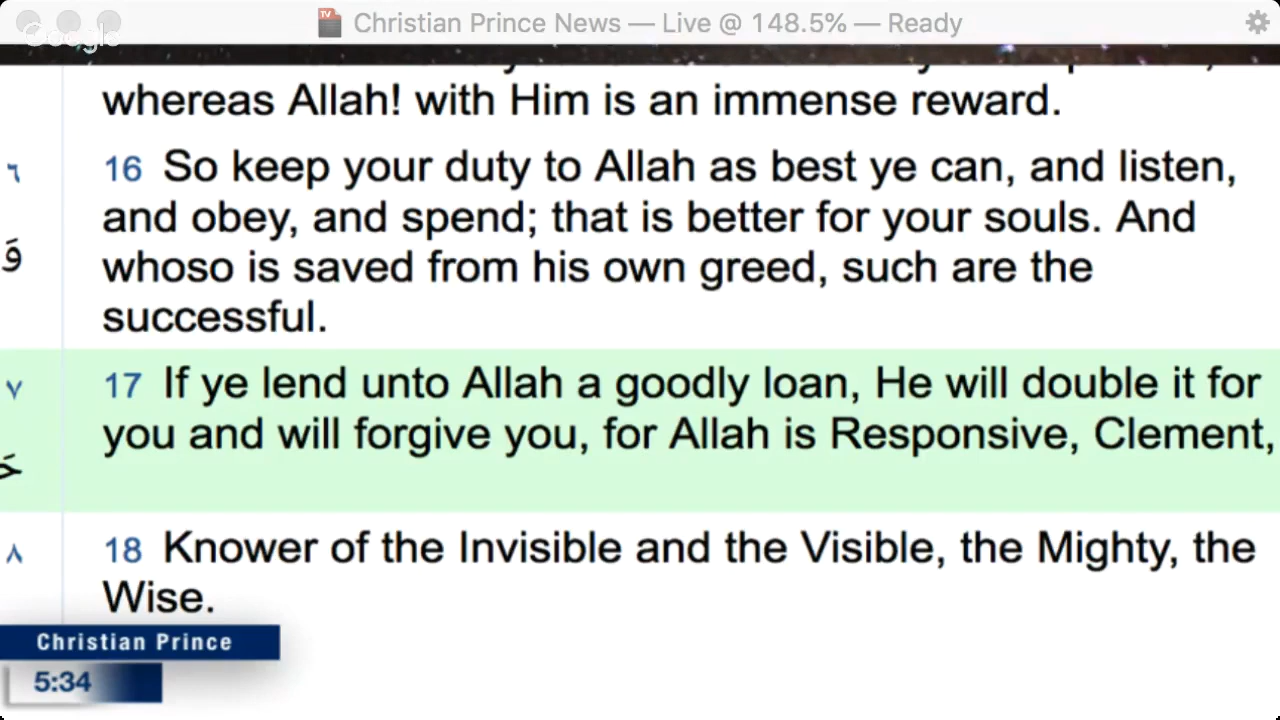 Christian Prince News — Live @ 148.5% — Ready
Google
whereas Allah! with Him is an immense reward.
٦
16 So keep your duty to Allah as best ye can, and listen,
and obey, and spend; that is better for your souls. And
whoso is saved from his own greed, such are the
successful.
٧
17 If ye lend unto Allah a goodly loan, He will double it for
you and will forgive you, for Allah is Responsive, Clement,
٨
18 Knower of the Invisible and the Visible, the Mighty, the
Wise.
Christian Prince
5:34